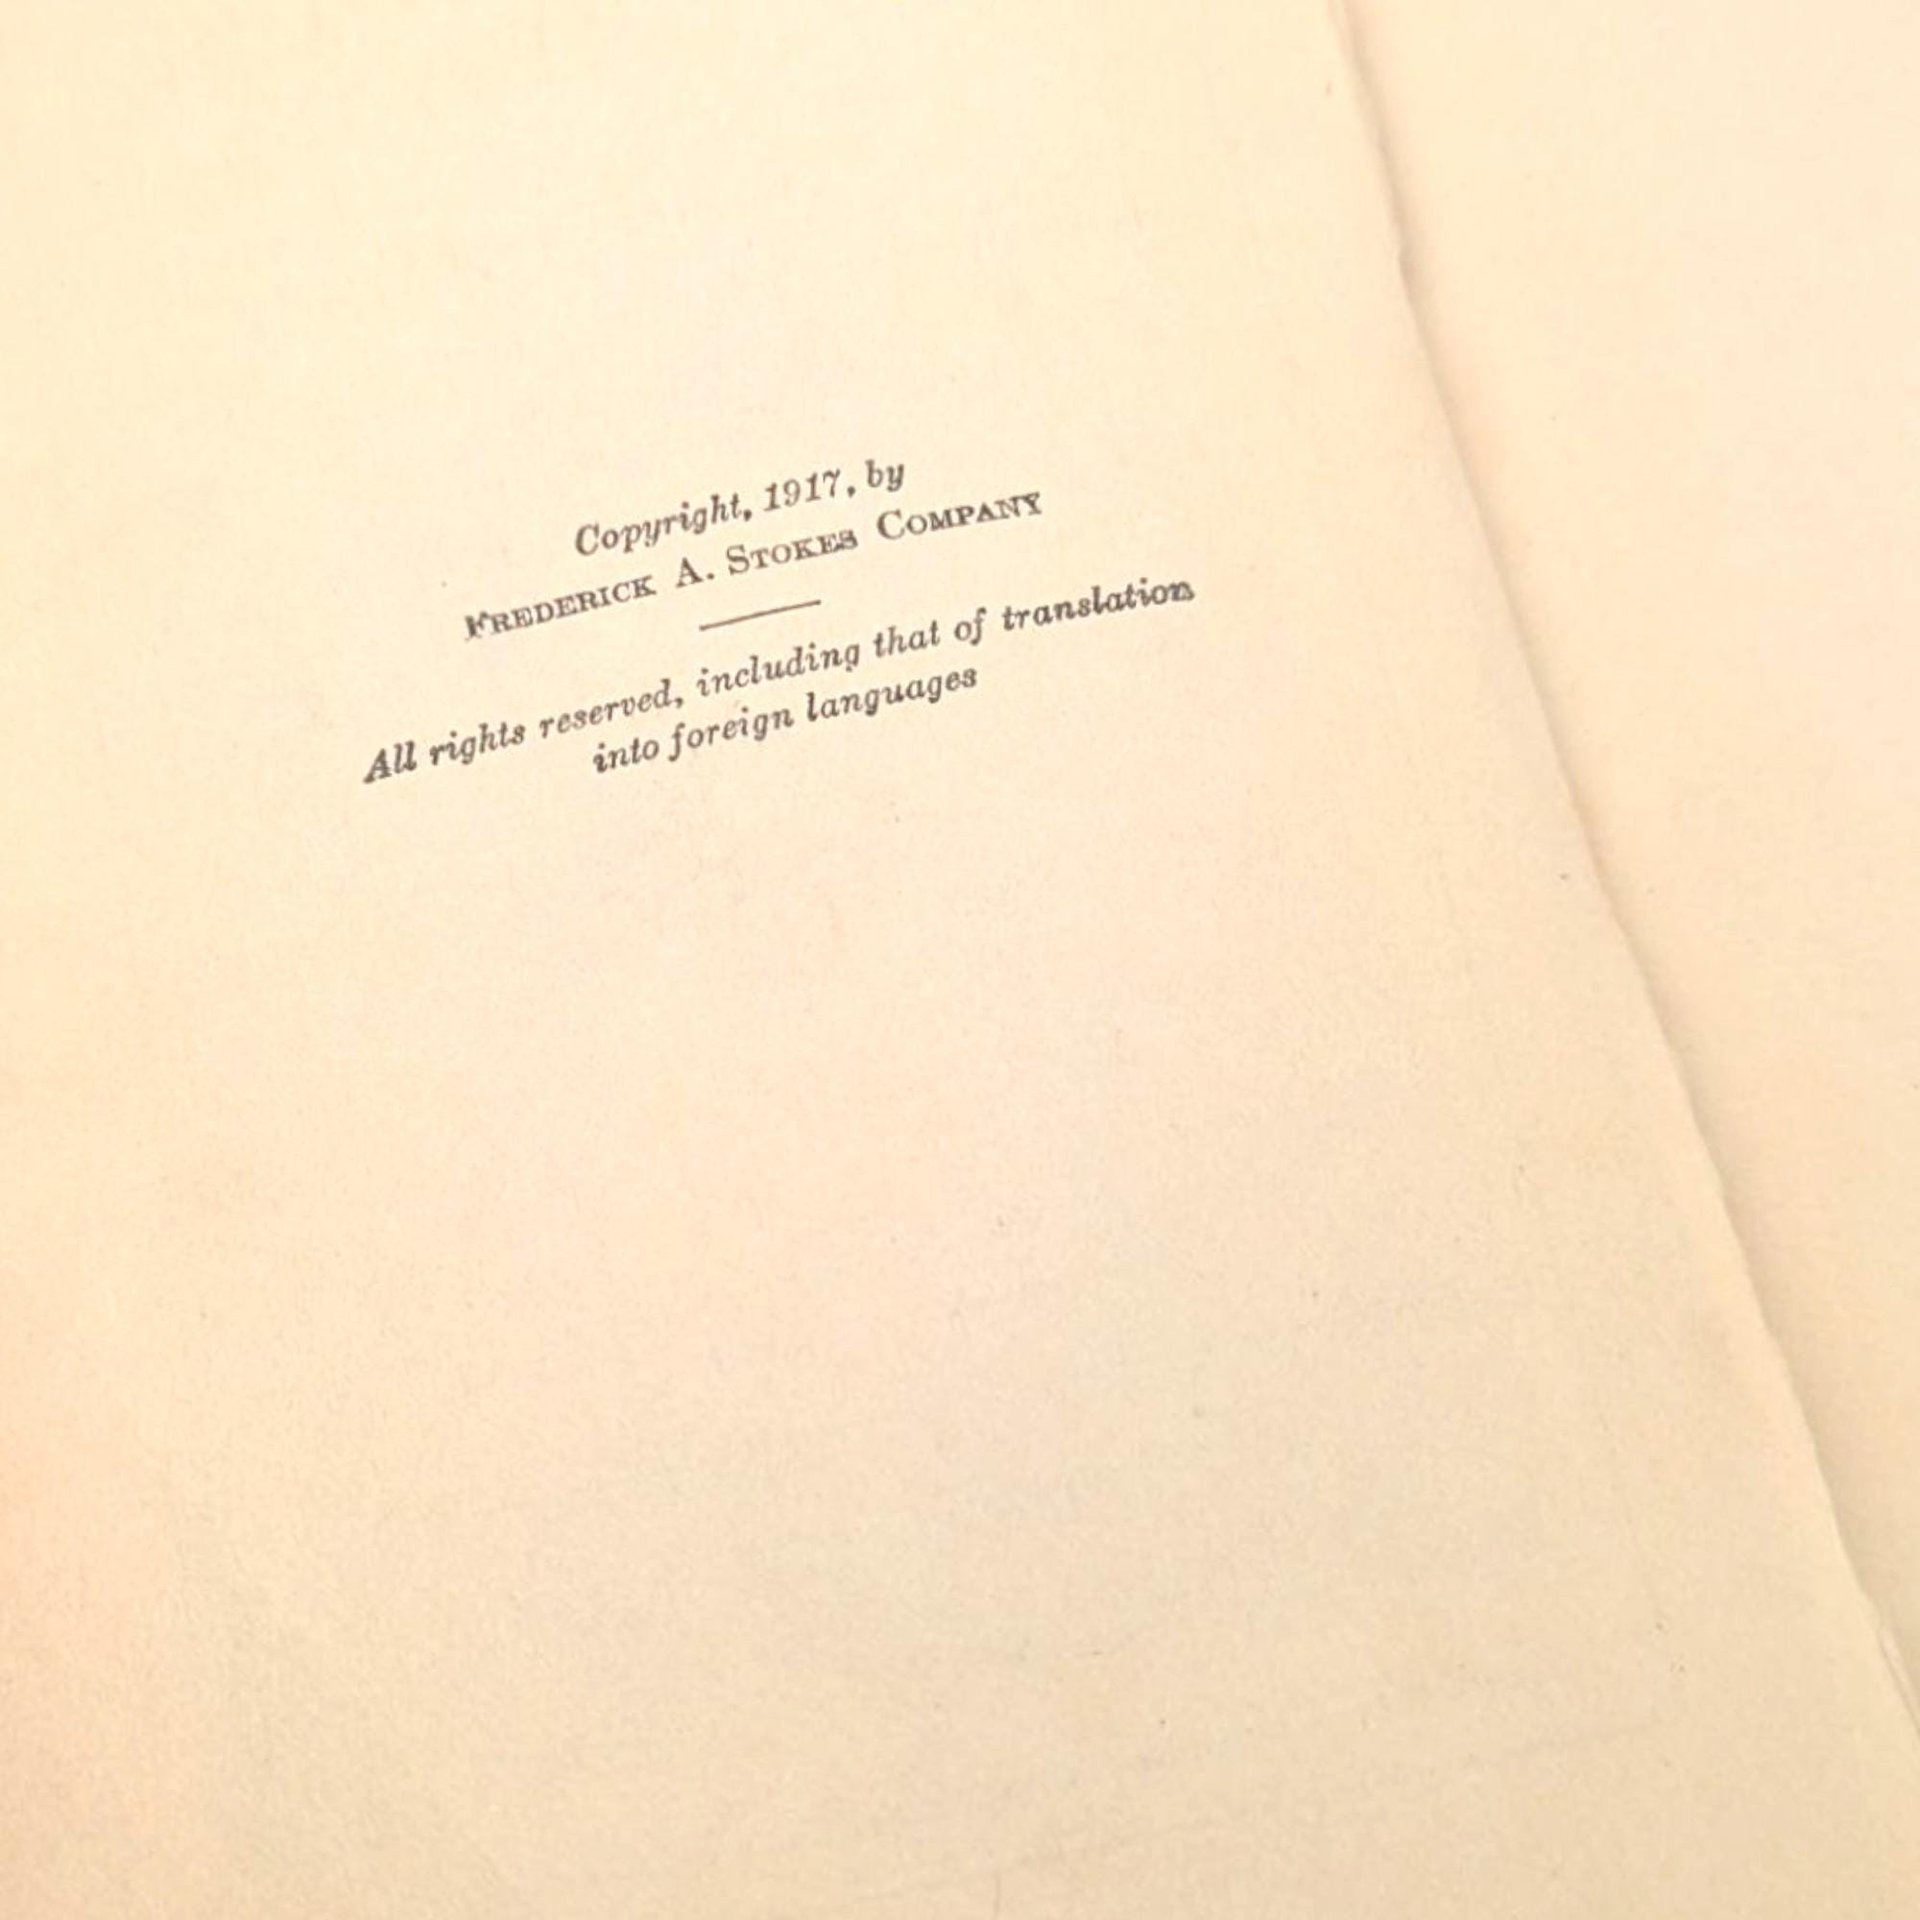 Copyright, 1917, by
FREDERICK A. STOKES COMPANY
All rights reserved, including that of translation
into foreign languages